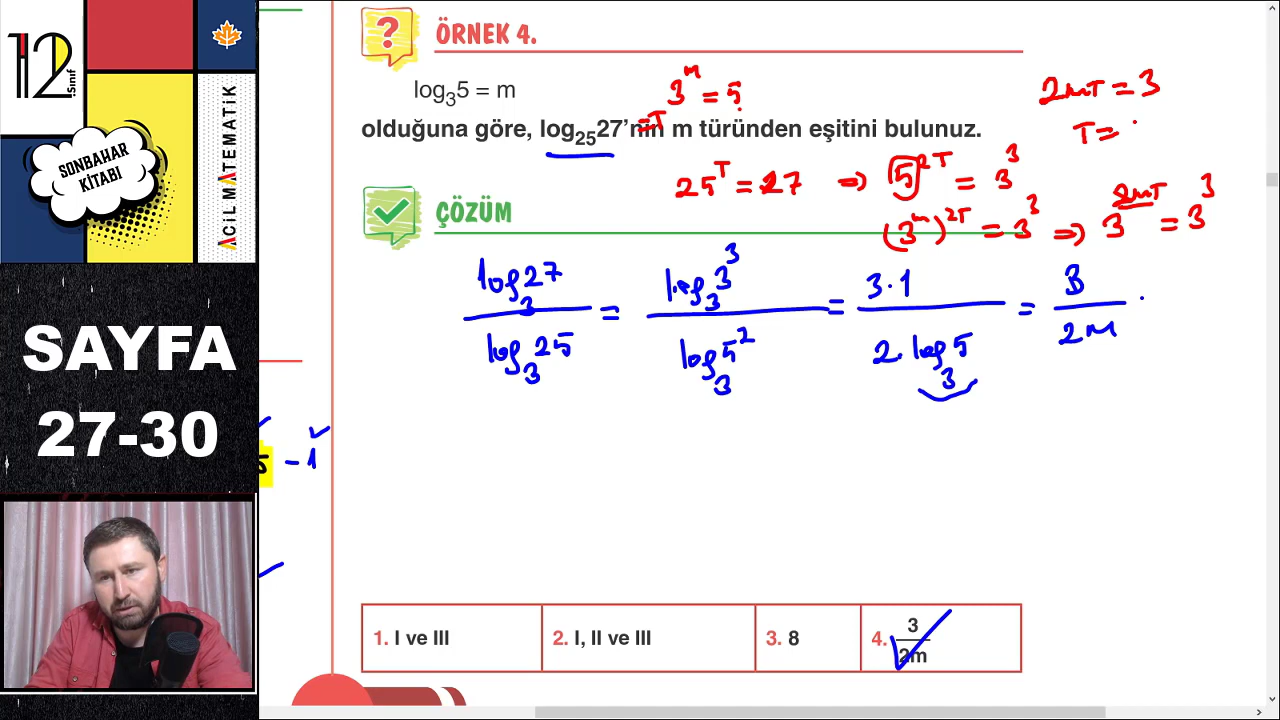 12
.Sınıf
SONBAHAR
KİTABI
ACİLMATEMATİK
SAYFA
27-30
? ÖRNEK 4.
log₃5 = m
3^m = 5
olduğuna göre, log₂₅27'nin m türünden eşitini bulunuz.
= T
2mT = 3
T =
25^T = 27 ⇒ 5^2T = 3^3
(3^m)^2T = 3^3 ⇒ 3^2mT = 3^3
ÇÖZÜM
log₃27 / log₃25 = log₃3^3 / log₃5^2 = 3·1 / 2·log₃5 = 3 / 2m
5 - 1
1. I ve III
2. I, II ve III
3. 8
4. 3/2m